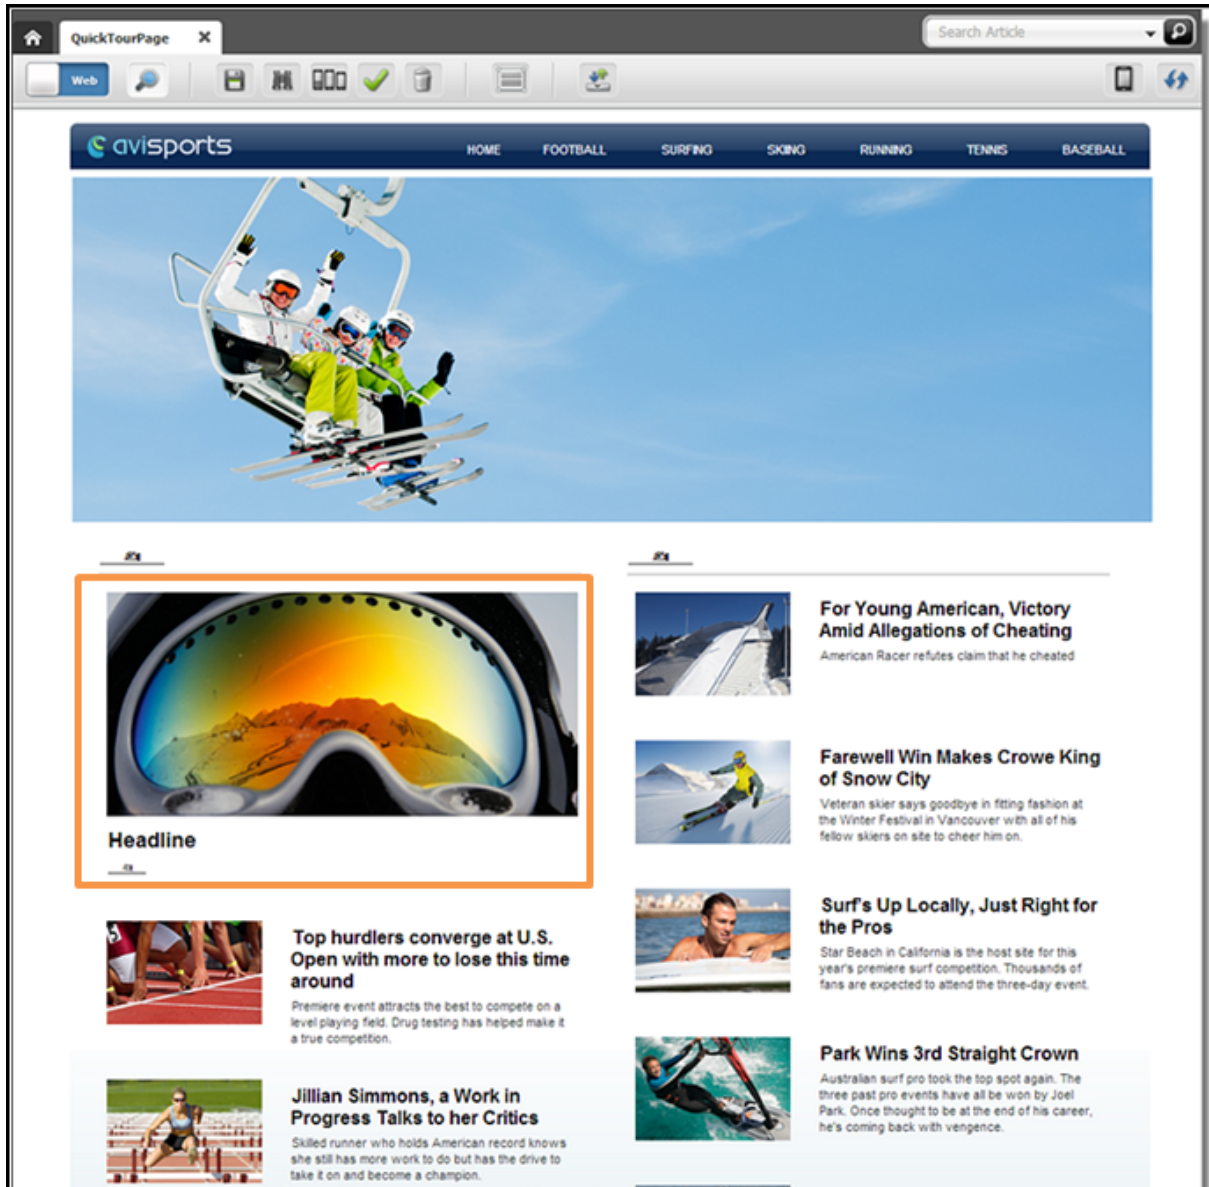 QuickTourPage
Search Article
Web
avisports
HOME FOOTBALL SURFING SKIING RUNNING TENNIS BASEBALL
Headline
Top hurdlers converge at U.S.
Open with more to lose this time
around
Premiere event attracts the best to compete on a
level playing field. Drug testing has helped make it
a true competition.
Jillian Simmons, a Work in
Progress Talks to her Critics
Skilled runner who holds American record knows
she still has more work to do but has the drive to
take it on and become a champion.
For Young American, Victory
Amid Allegations of Cheating
American Racer refutes claim that he cheated
Farewell Win Makes Crowe King
of Snow City
Veteran skier says goodbye in fitting fashion at
the Winter Festival in Vancouver with all of his
fellow skiers on site to cheer him on.
Surf's Up Locally, Just Right for
the Pros
Star Beach in California is the host site for this
year's premiere surf competition. Thousands of
fans are expected to attend the three-day event.
Park Wins 3rd Straight Crown
Australian surf pro took the top spot again. The
three past pro events have all be won by Joel
Park. Once thought to be at the end of his career,
he's coming back with vengence.